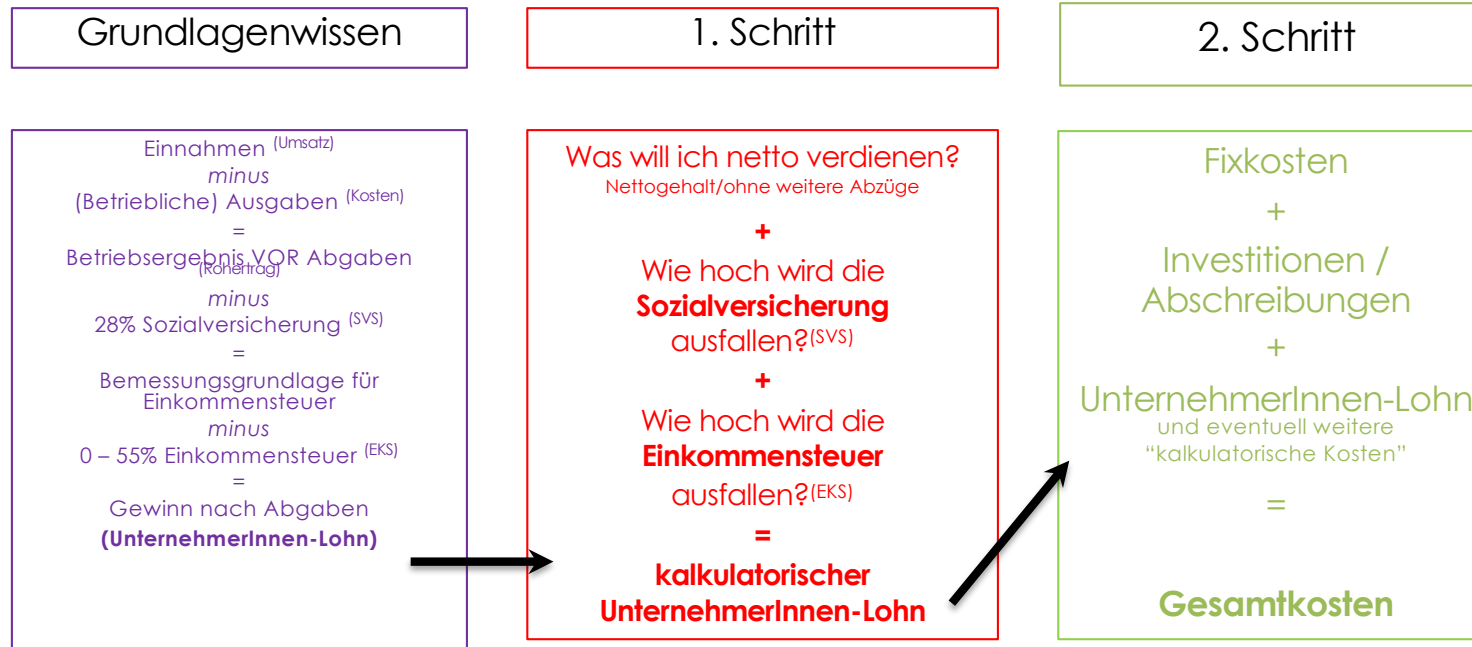 Grundlagenwissen
Einnahmen (Umsatz)
minus
(Betriebliche) Ausgaben (Kosten)
=
Betriebsergebnis VOR Abgaben
(Rohertrag)
minus
28% Sozialversicherung (SVS)
=
Bemessungsgrundlage für
Einkommensteuer
minus
0 – 55% Einkommensteuer (EKS)
=
Gewinn nach Abgaben
(UnternehmerInnen-Lohn)
1. Schritt
Was will ich netto verdienen?
Nettogehalt/ohne weitere Abzüge
+
Wie hoch wird die
Sozialversicherung
ausfallen?(SVS)
+
Wie hoch wird die
Einkommensteuer
ausfallen?(EKS)
=
kalkulatorischer
UnternehmerInnen-Lohn
2. Schritt
Fixkosten
+
Investitionen /
Abschreibungen
+
UnternehmerInnen-Lohn
und eventuell weitere
“kalkulatorische Kosten”
=
Gesamtkosten